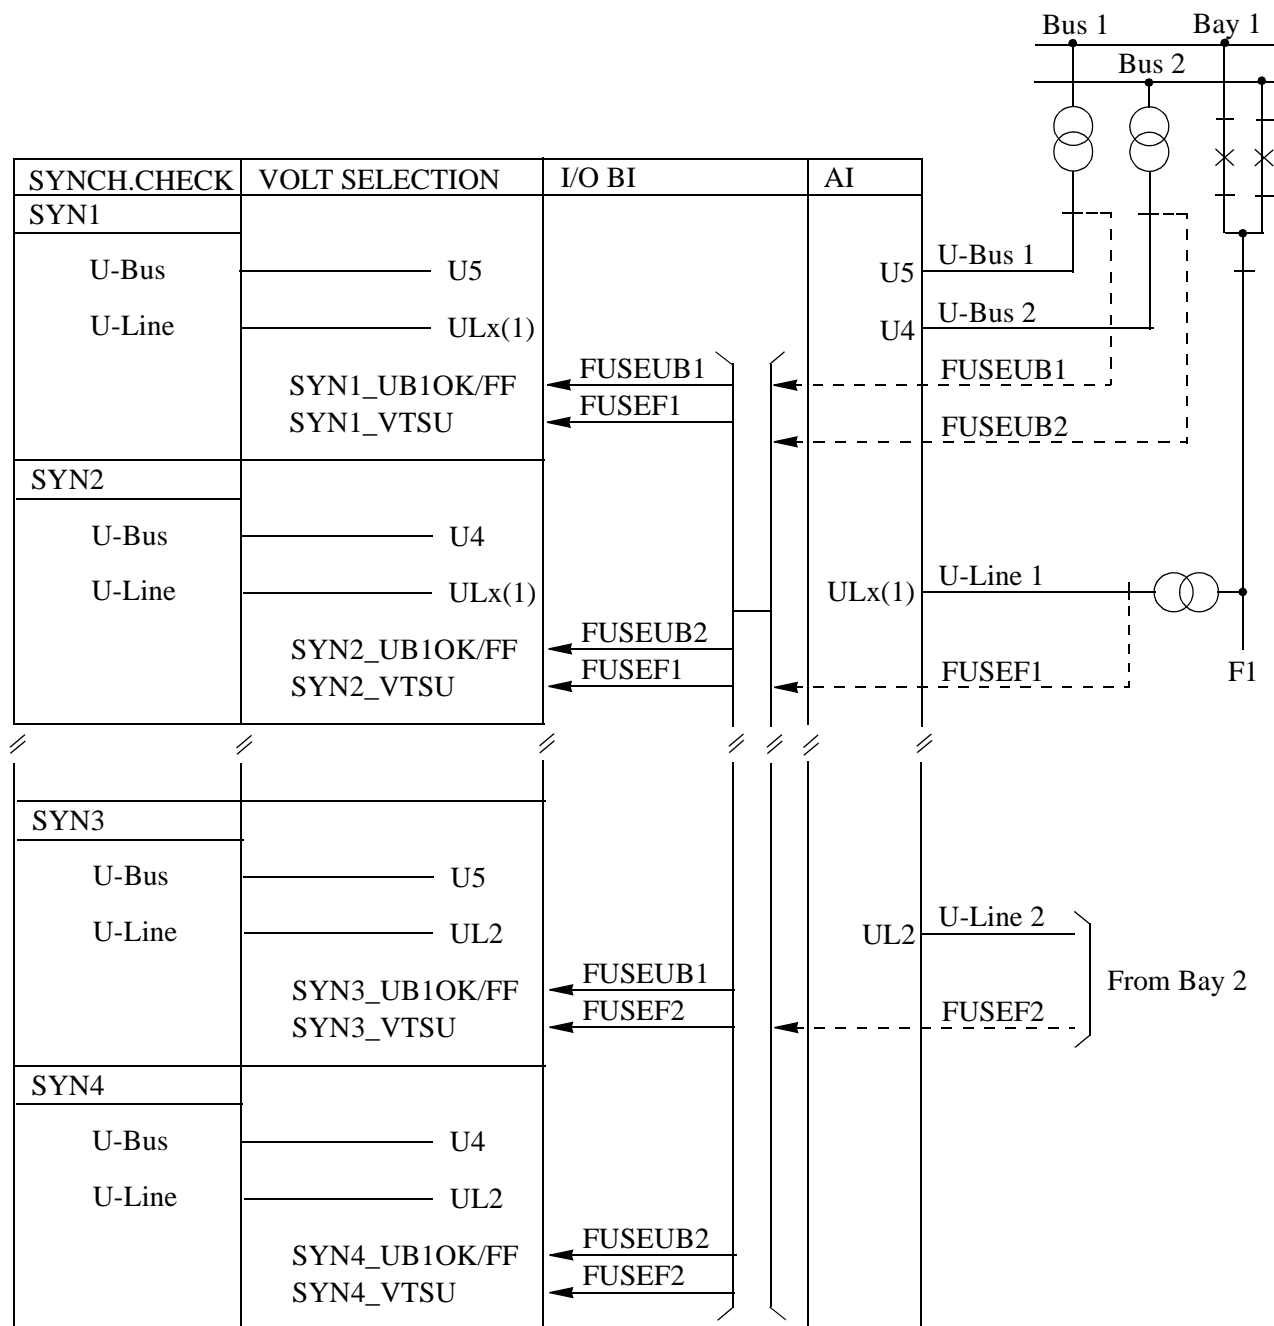 Bus 1 Bay 1
Bus 2
SYNCH.CHECK VOLT SELECTION I/O BI AI
SYN1
U-Bus U5 U5 U-Bus 1
U-Line ULx(1) U4 U-Bus 2
SYN1_UB1OK/FF FUSEUB1 FUSEUB1
SYN1_VTSU FUSEF1 FUSEUB2
SYN2
U-Bus U4
U-Line ULx(1) ULx(1) U-Line 1
SYN2_UB1OK/FF FUSEUB2
SYN2_VTSU FUSEF1 FUSEF1 F1
SYN3
U-Bus U5
U-Line UL2 UL2 U-Line 2
SYN3_UB1OK/FF FUSEUB1 From Bay 2
SYN3_VTSU FUSEF2 FUSEF2
SYN4
U-Bus U4
U-Line UL2
SYN4_UB1OK/FF FUSEUB2
SYN4_VTSU FUSEF2